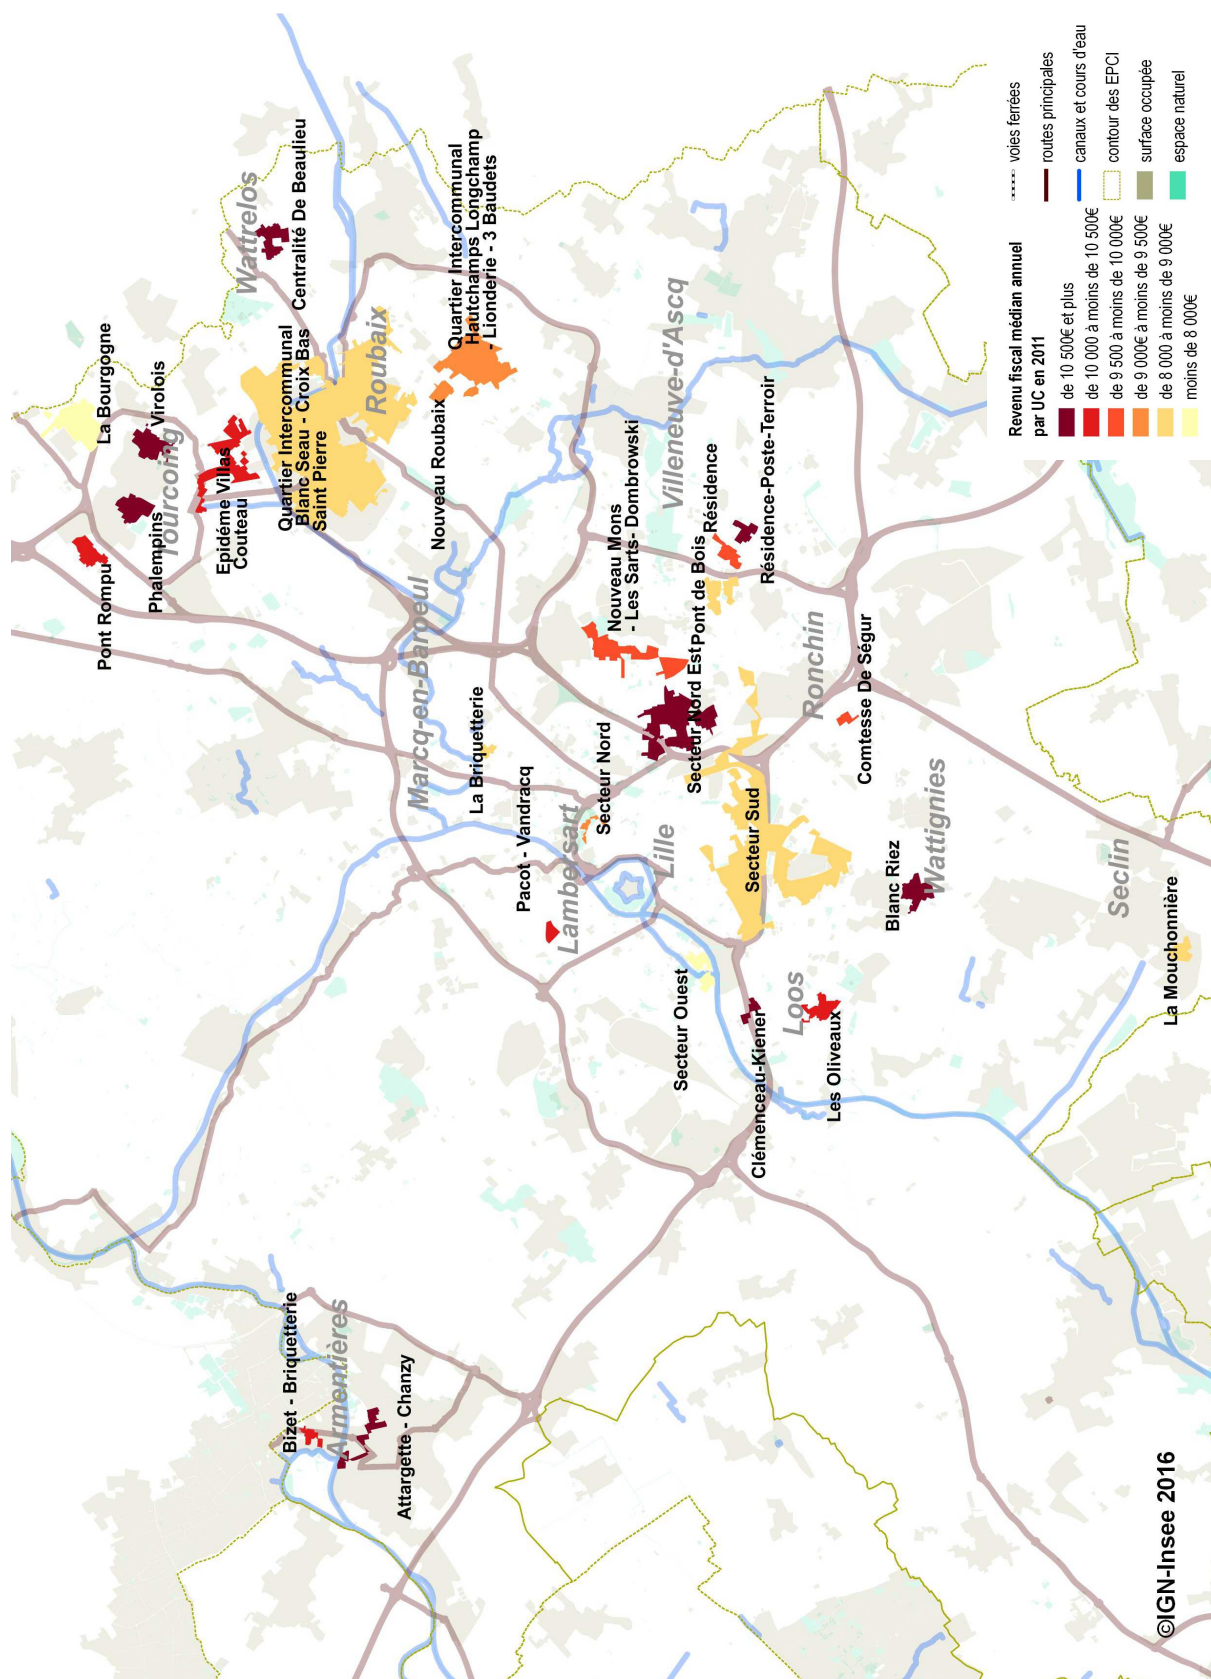 Bizet - Briquetterie
Armentières
Attargette - Chanzy
Pont Rompu
Phalempins
Tourcoing
Virolois
La Bourgogne
Epidème Villas
Couteau
Wattrelos
Centralité De Beaulieu
Quartier Intercommunal
Blanc Seau - Croix Bas
Saint Pierre
Roubaix
Nouveau Roubaix
Quartier Intercommunal
Hautchamps Longchamp
- Lionderie - 3 Baudets
Marcq-en-Baroeul
La Briquetterie
Pacot - Vandracq
Lambersart
Secteur Nord
Lille
Nouveau Mons
- Les Sarts- Dombrowski
Villeneuve-d'Ascq
Secteur Nord Est
Pont de Bois
Résidence
Résidence-Poste-Terroir
Secteur Ouest
Secteur Sud
Clémenceau-Kiener
Loos
Les Oliveaux
Ronchin
Comtesse De Ségur
Blanc Riez
Wattignies
Seclin
La Mouchonnière
Revenu fiscal médian annuel
par UC en 2011
de 10 500€ et plus
de 10 000 à moins de 10 500€
de 9 500 à moins de 10 000€
de 9 000€ à moins de 9 500€
de 8 000 à moins de 9 000€
moins de 8 000€
voies ferrées
routes principales
canaux et cours d'eau
contour des EPCI
surface occupée
espace naturel
©IGN-Insee 2016